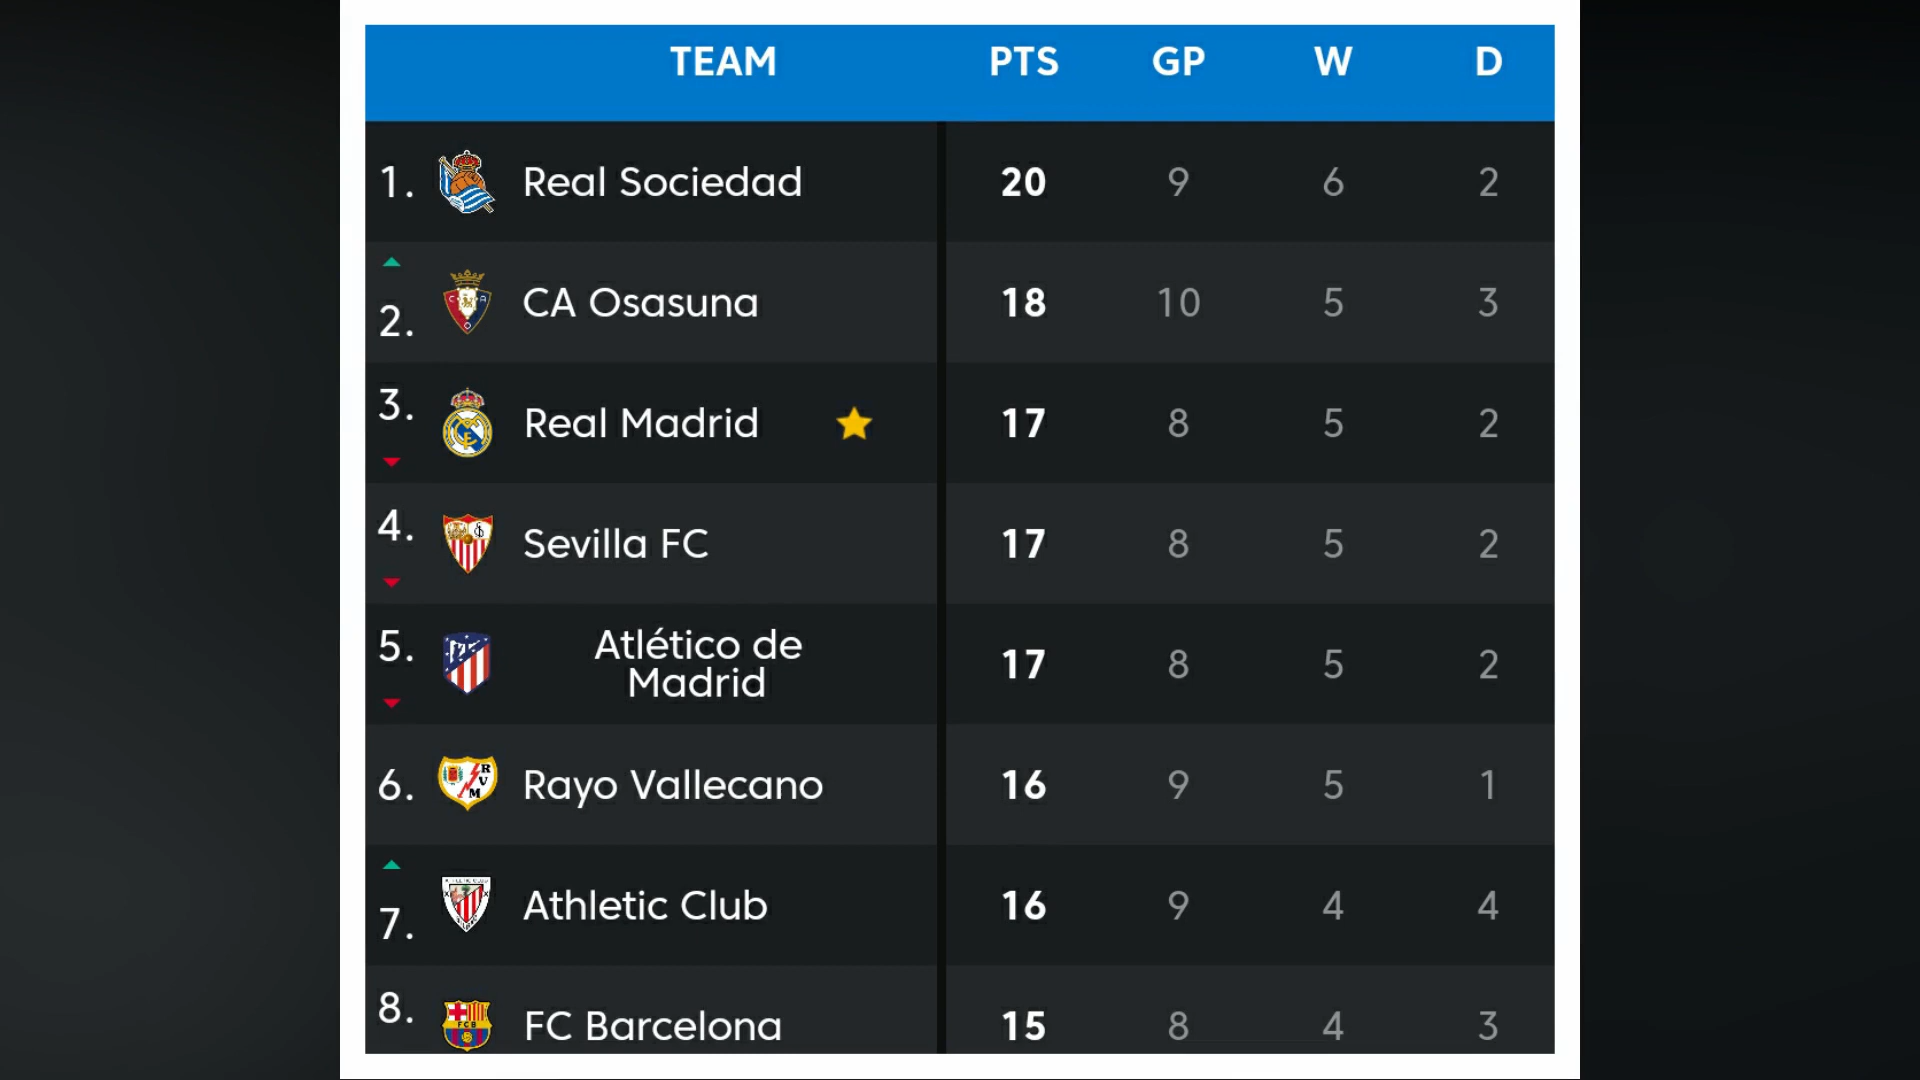 TEAM PTS GP W D
1. Real Sociedad 20 9 6 2
2. CA Osasuna 18 10 5 3
3. Real Madrid 17 8 5 2
4. Sevilla FC 17 8 5 2
5. Atlético de
Madrid 17 8 5 2
6. Rayo Vallecano 16 9 5 1
7. Athletic Club 16 9 4 4
8. FC Barcelona 15 8 4 3